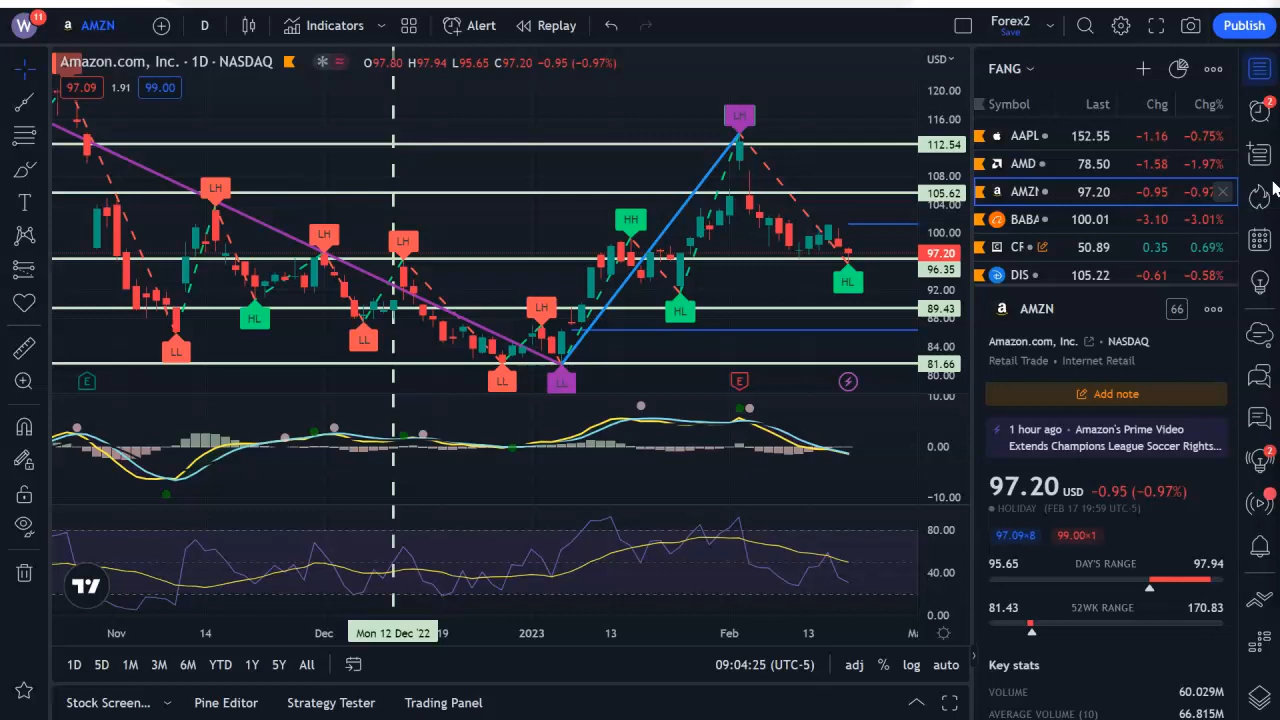 W 11 AMZN D Indicators Alert Replay Forex2 Save Publish
Amazon.com, Inc. · 1D · NASDAQ O97.80 H97.94 L95.65 C97.20 −0.95 (−0.97%)
97.09 1.91 99.00
USD
120.00
116.00
112.54
108.00
105.62
104.00
100.00
97.20
96.35
92.00
89.43
88.00
84.00
81.66
80.00
LH
LH
HH
LH
LH
LH
HL
HL
HL
LL
LL
LL
LL
E
E
10.00
0.00
−10.00
80.00
40.00
0.00
Nov 14 Dec Mon 12 Dec '22 19 2023 13 Feb 13
1D 5D 1M 3M 6M YTD 1Y 5Y All 09:04:25 (UTC-5) adj % log auto
Stock Screen... Pine Editor Strategy Tester Trading Panel
FANG
Symbol Last Chg Chg%
AAPL 152.55 −1.16 −0.75%
AMD 78.50 −1.58 −1.97%
AMZN 97.20 −0.95 −0.97
BABA 100.01 −3.10 −3.01%
CF 50.89 0.35 0.69%
DIS 105.22 −0.61 −0.58%
AMZN 66
Amazon.com, Inc. NASDAQ
Retail Trade • Internet Retail
Add note
1 hour ago • Amazon's Prime Video
Extends Champions League Soccer Rights...
97.20 USD −0.95 (−0.97%)
HOLIDAY (FEB 17 19:59 UTC-5)
97.09×8 99.00×1
95.65 DAY'S RANGE 97.94
81.43 52WK RANGE 170.83
Key stats
VOLUME 60.029M
AVERAGE VOLUME (10) 66.815M
2
2